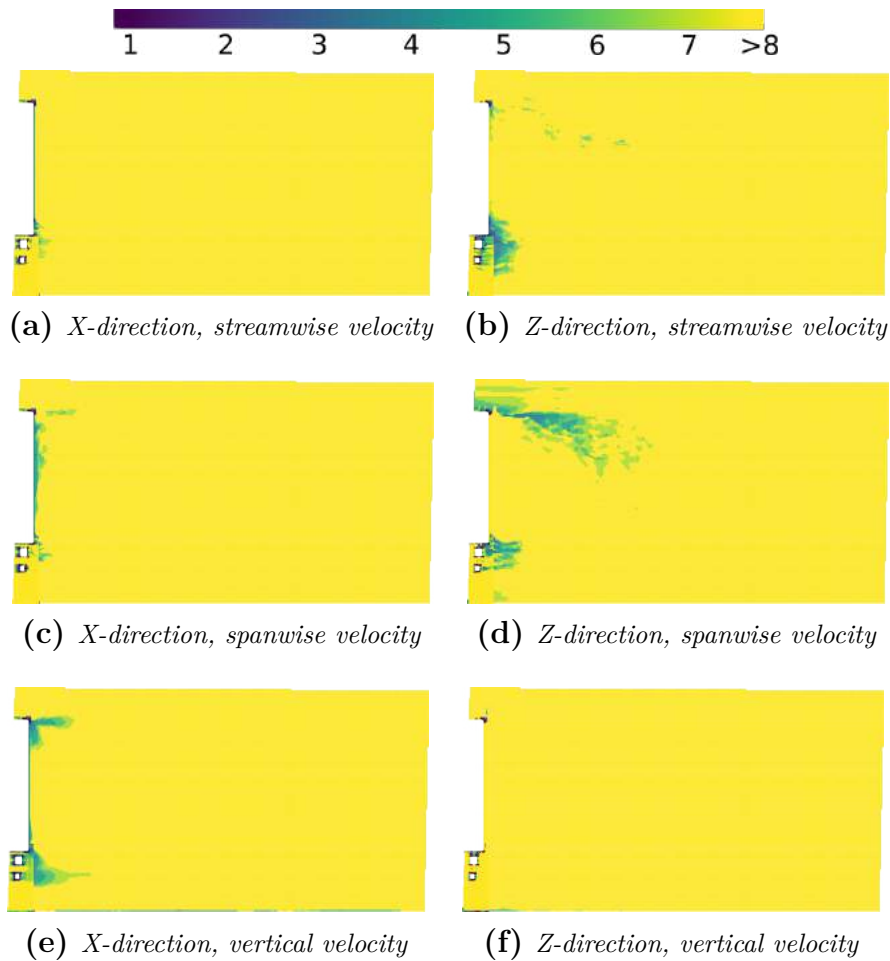 1 2 3 4 5 6 7 >8
(a) X-direction, streamwise velocity (b) Z-direction, streamwise velocity
(c) X-direction, spanwise velocity (d) Z-direction, spanwise velocity
(e) X-direction, vertical velocity (f) Z-direction, vertical velocity